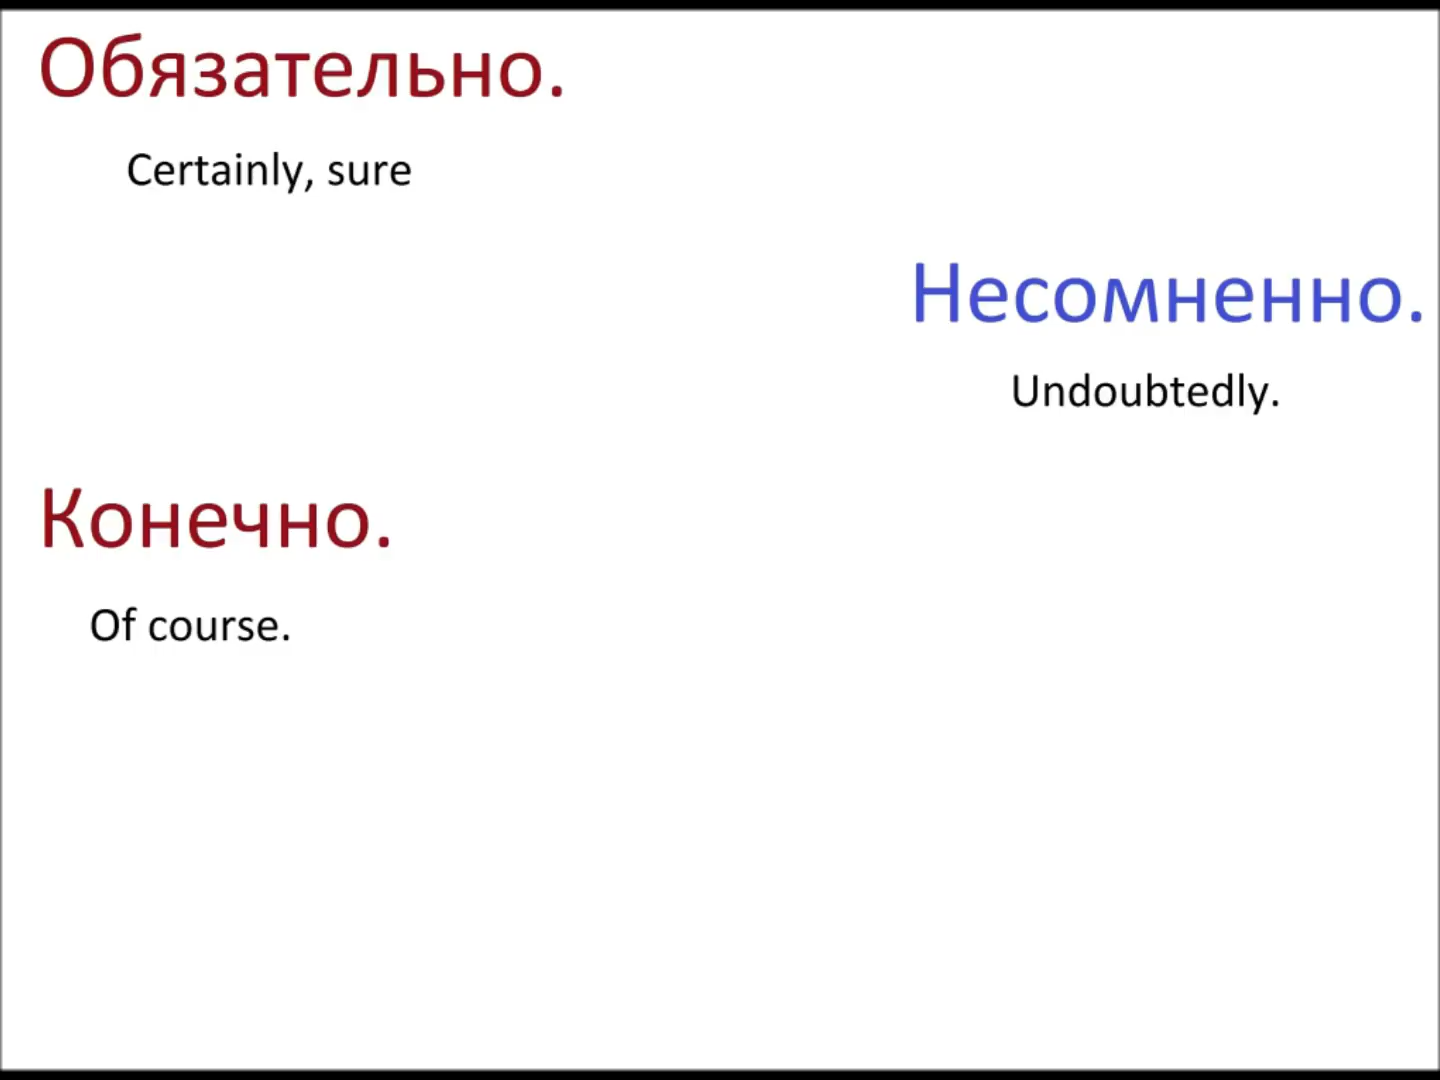 Обязательно.
Certainly, sure
Несомненно.
Undoubtedly.
Конечно.
Of course.